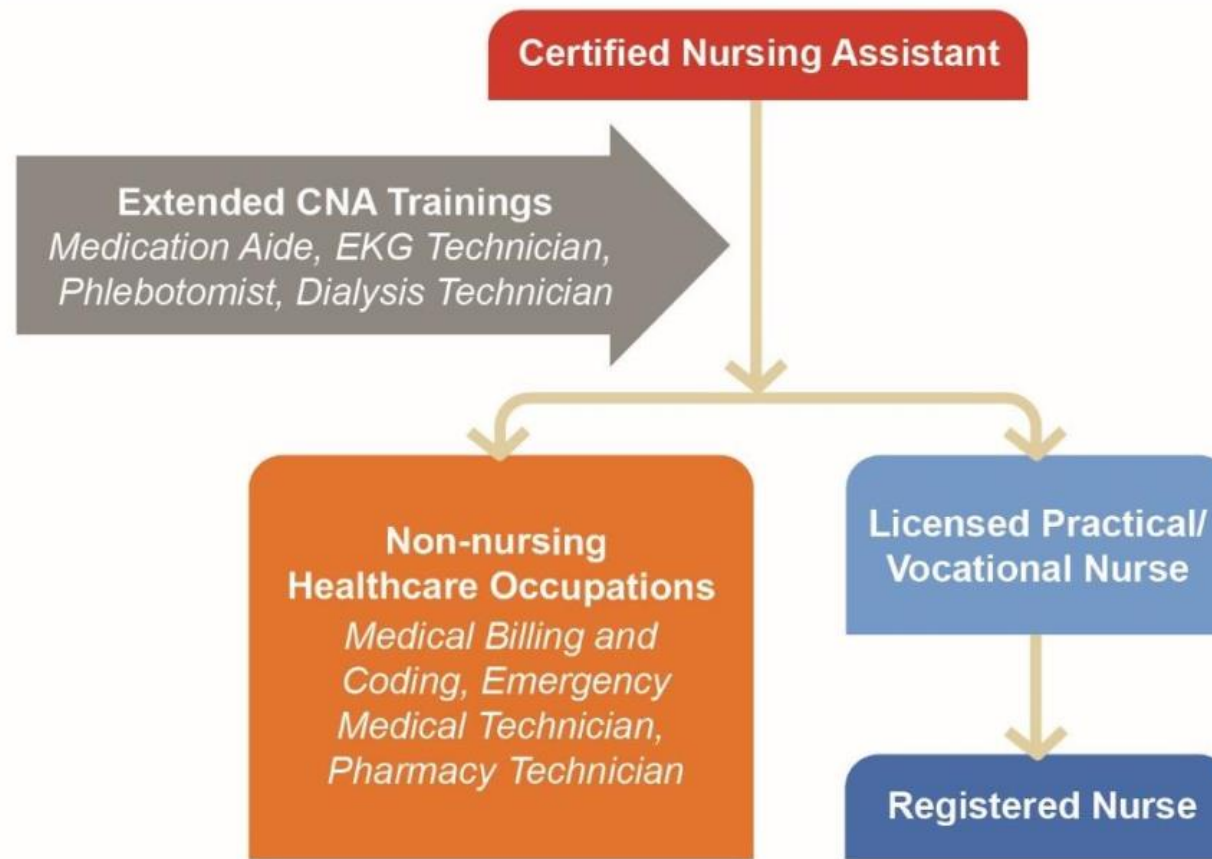 Certified Nursing Assistant
Extended CNA Trainings
Medication Aide, EKG Technician,
Phlebotomist, Dialysis Technician
Non-nursing
Healthcare Occupations
Medical Billing and
Coding, Emergency
Medical Technician,
Pharmacy Technician
Licensed Practical/
Vocational Nurse
Registered Nurse